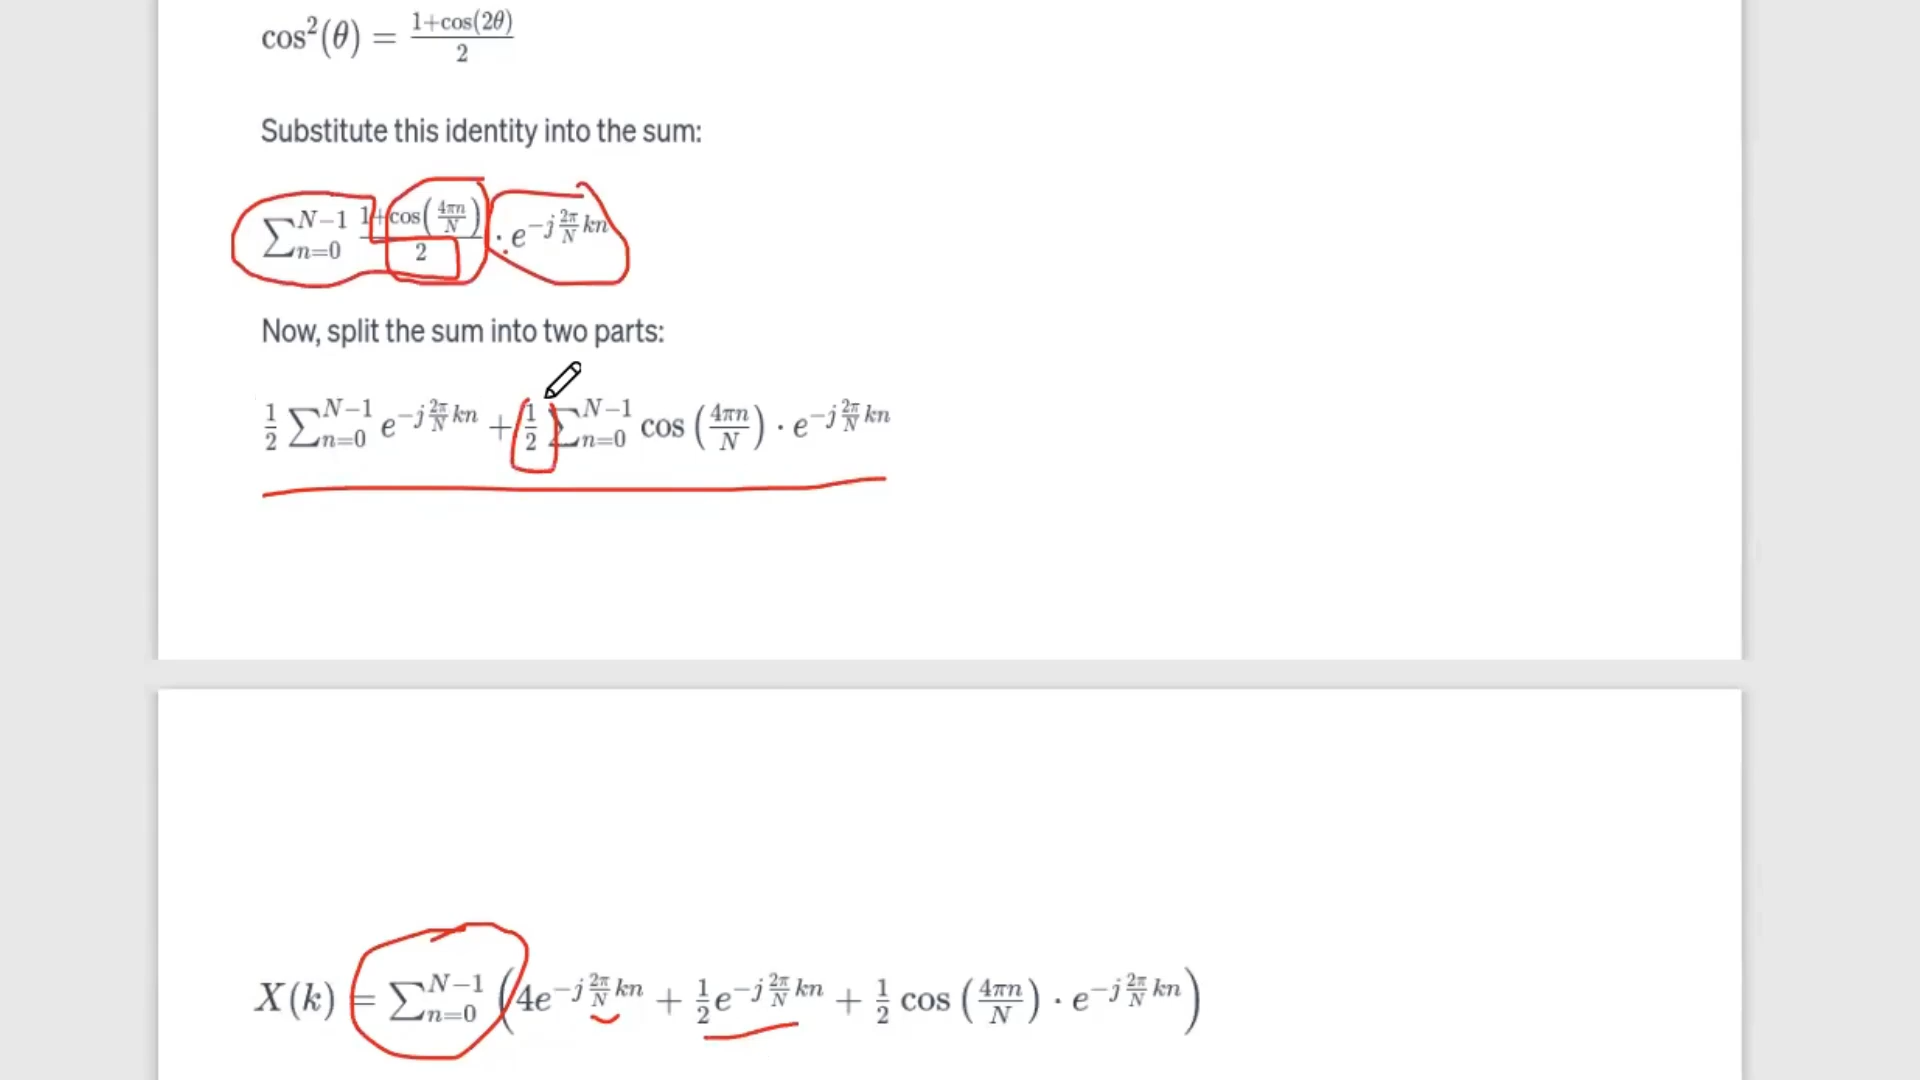 cos²(θ) = 1+cos(2θ)/2
Substitute this identity into the sum:
∑_{n=0}^{N−1} 1+cos(4πn/N)/2 · e^{−j 2π/N kn}
Now, split the sum into two parts:
1/2 ∑_{n=0}^{N−1} e^{−j 2π/N kn} + 1/2 ∑_{n=0}^{N−1} cos(4πn/N) · e^{−j 2π/N kn}
X(k) = ∑_{n=0}^{N−1} (4e^{−j 2π/N kn} + 1/2 e^{−j 2π/N kn} + 1/2 cos(4πn/N) · e^{−j 2π/N kn})